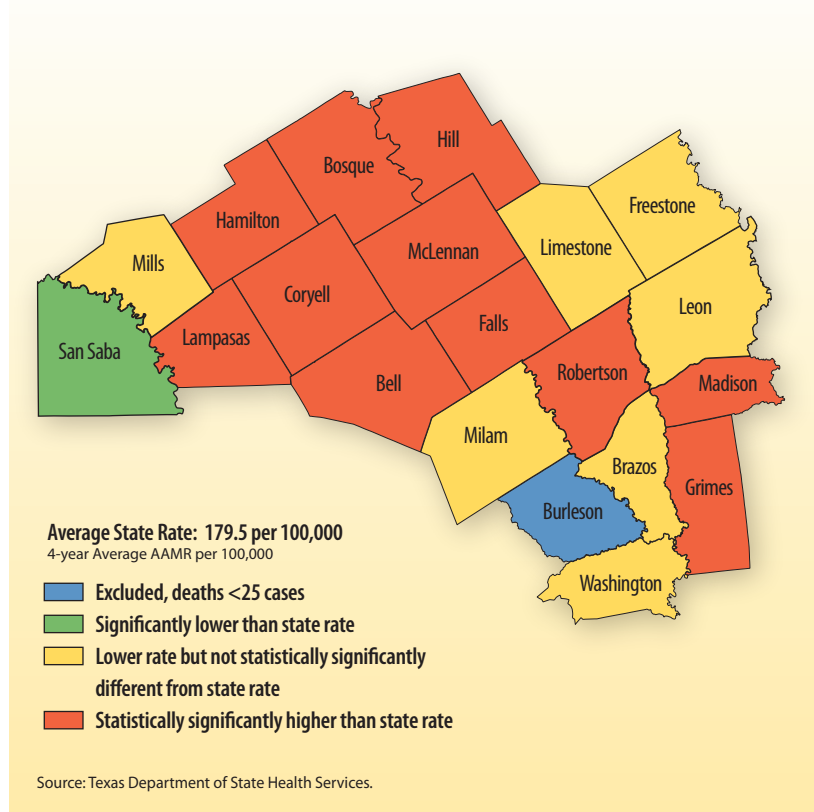 Hill
Bosque
Freestone
Hamilton
McLennan
Limestone
Mills
Coryell
Leon
Falls
San Saba
Lampasas
Robertson
Bell
Madison
Milam
Brazos
Grimes
Burleson
Washington
Average State Rate: 179.5 per 100,000
4-year Average AAMR per 100,000
Excluded, deaths <25 cases
Significantly lower than state rate
Lower rate but not statistically significantly
different from state rate
Statistically significantly higher than state rate
Source: Texas Department of State Health Services.